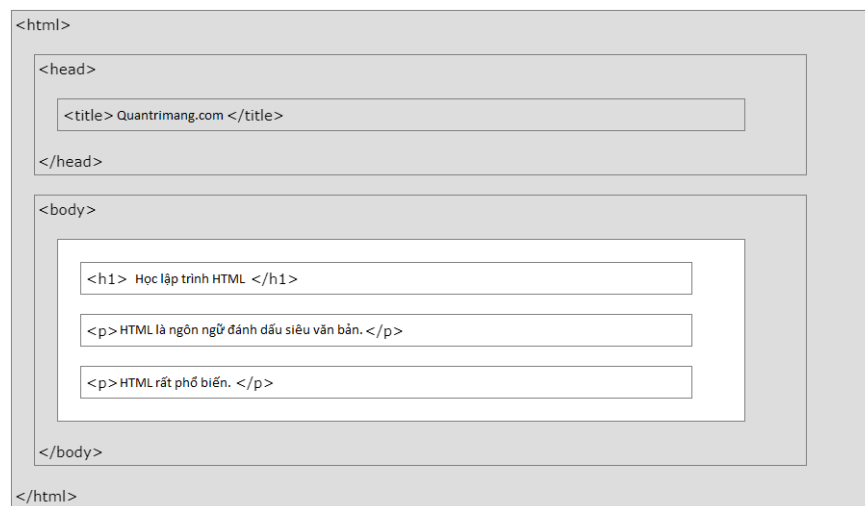 <html>
<head>
<title> Quantrimang.com </title>
</head>
<body>
<h1> Học lập trình HTML </h1>
<p> HTML là ngôn ngữ đánh dấu siêu văn bản. </p>
<p> HTML rất phổ biến. </p>
</body>
</html>